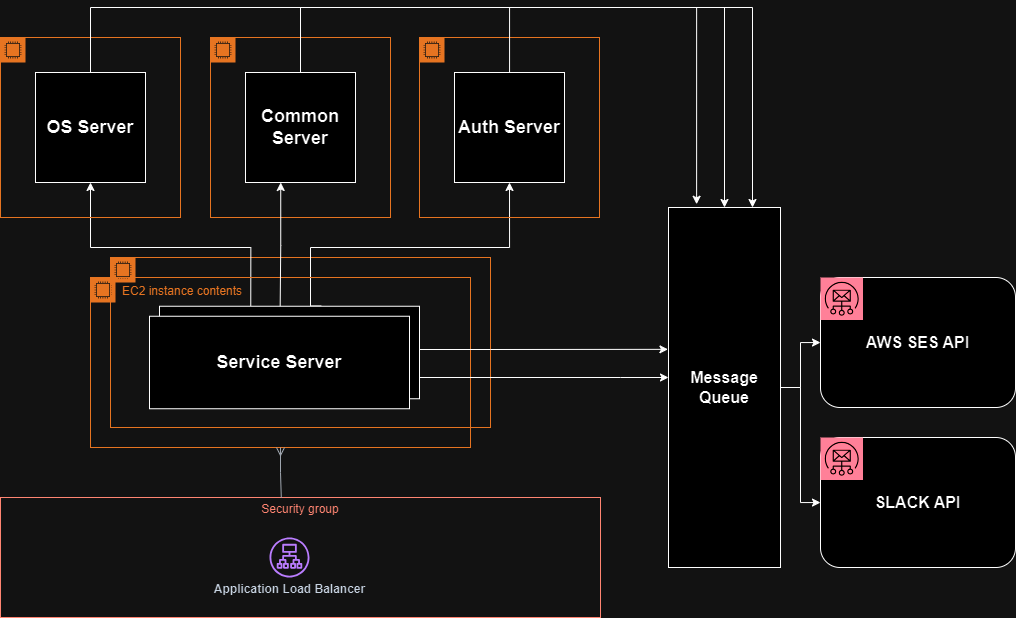 OS Server
Common
Server
Auth Server
EC2 instance contents
Service Server
Message
Queue
AWS SES API
SLACK API
Security group
Application Load Balancer